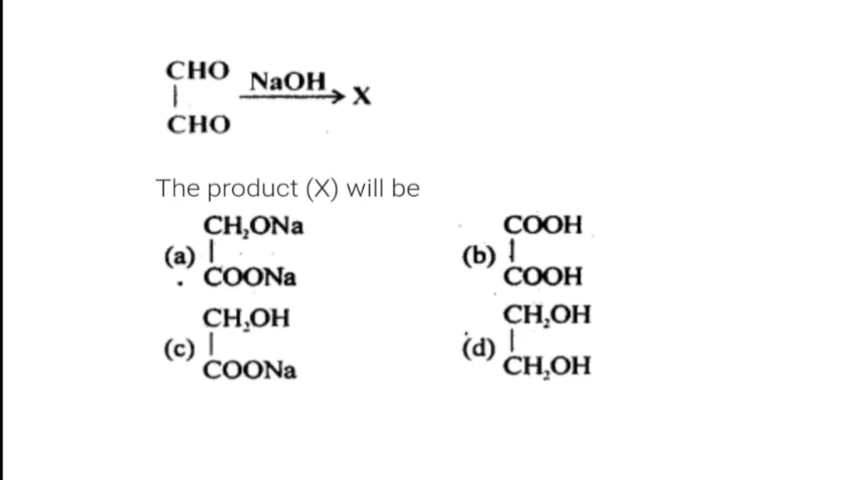 CHO
|
CHO
NaOH → X
The product (X) will be
(a) CH₂ONa
|
COONa
(b) COOH
|
COOH
(c) CH₂OH
|
COONa
(d) CH₂OH
|
CH₂OH